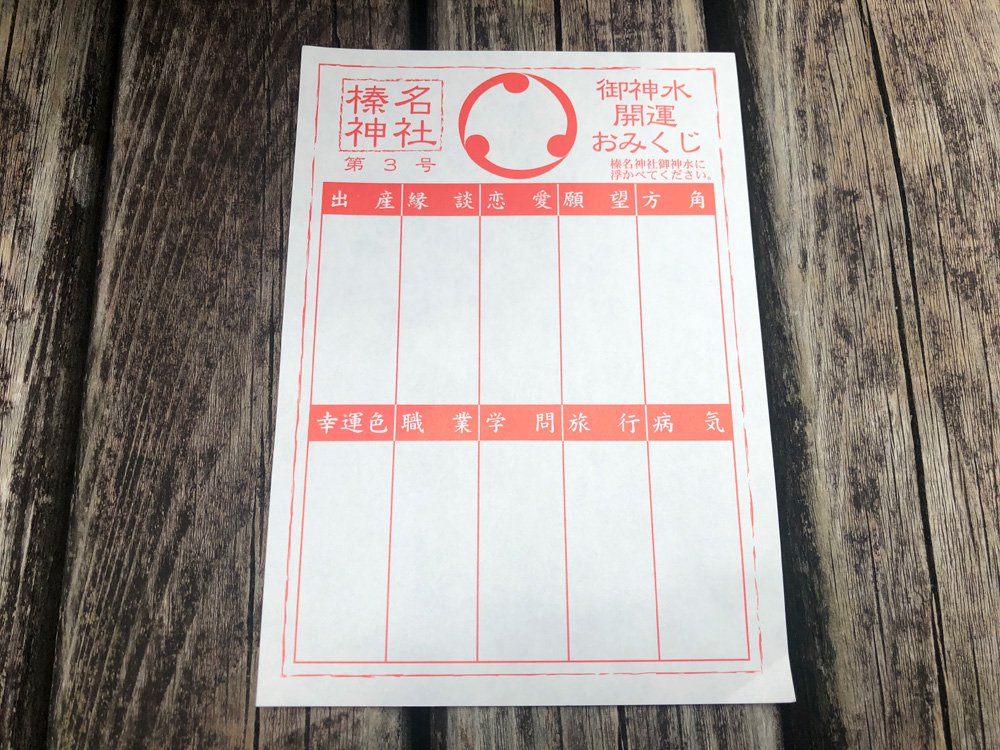 榛名
神社
第3号
御神水
開運
おみくじ
榛名神社御神水に
浮かべてください。
出産 縁談 恋愛 願望 方角
幸運色 職業 学問 旅行 病気